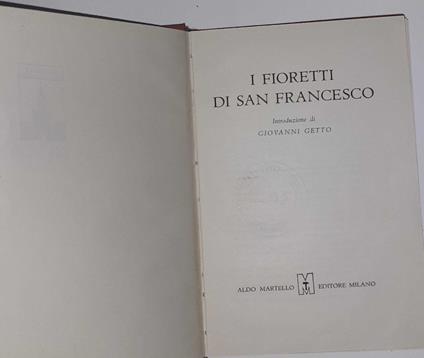 I FIORETTI
DI SAN FRANCESCO
Introduzione di
GIOVANNI GETTO
ALDO MARTELLO EDITORE MILANO